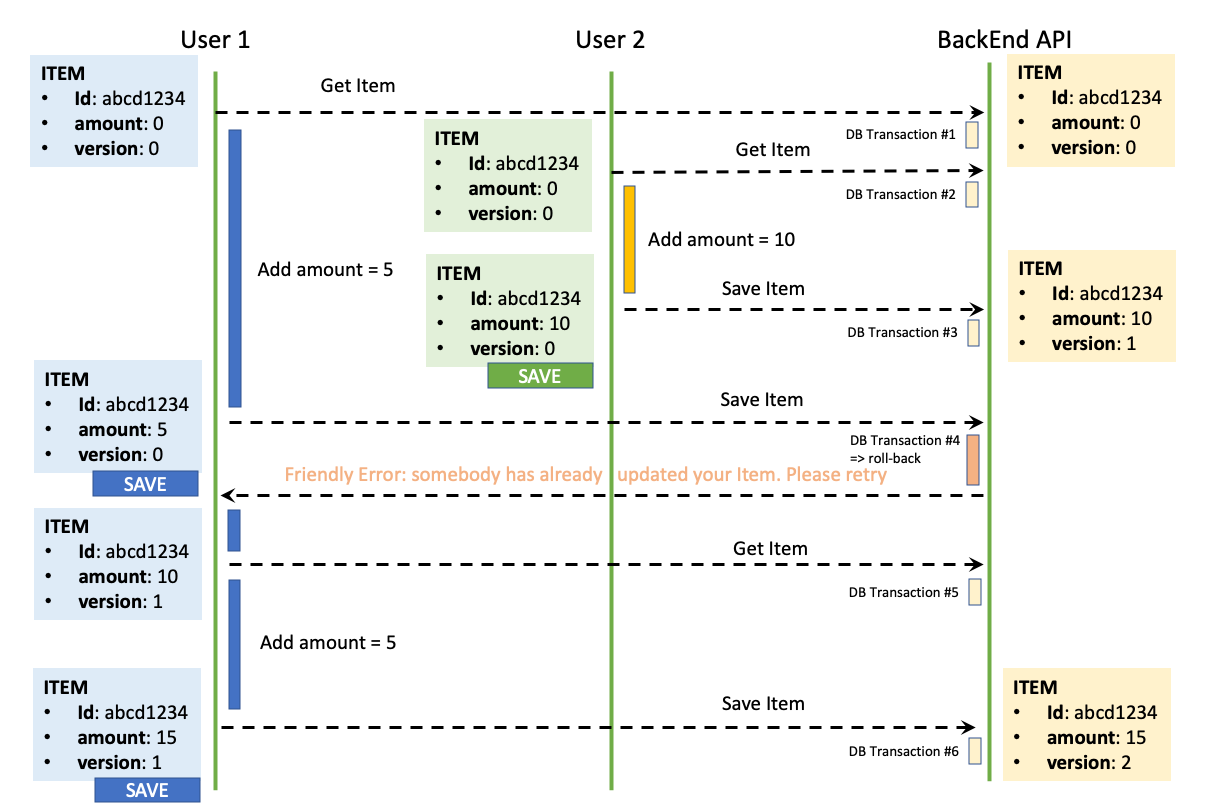 User 1
User 2
BackEnd API
ITEM
• Id: abcd1234
• amount: 0
• version: 0
Get Item
ITEM
• Id: abcd1234
• amount: 0
• version: 0
DB Transaction #1
ITEM
• Id: abcd1234
• amount: 0
• version: 0
Get Item
DB Transaction #2
Add amount = 10
Add amount = 5
ITEM
• Id: abcd1234
• amount: 10
• version: 0
SAVE
Save Item
DB Transaction #3
ITEM
• Id: abcd1234
• amount: 10
• version: 1
ITEM
• Id: abcd1234
• amount: 5
• version: 0
SAVE
Save Item
DB Transaction #4
=> roll-back
Friendly Error: somebody has already updated your Item. Please retry
ITEM
• Id: abcd1234
• amount: 10
• version: 1
Get Item
DB Transaction #5
Add amount = 5
ITEM
• Id: abcd1234
• amount: 15
• version: 1
SAVE
Save Item
DB Transaction #6
ITEM
• Id: abcd1234
• amount: 15
• version: 2